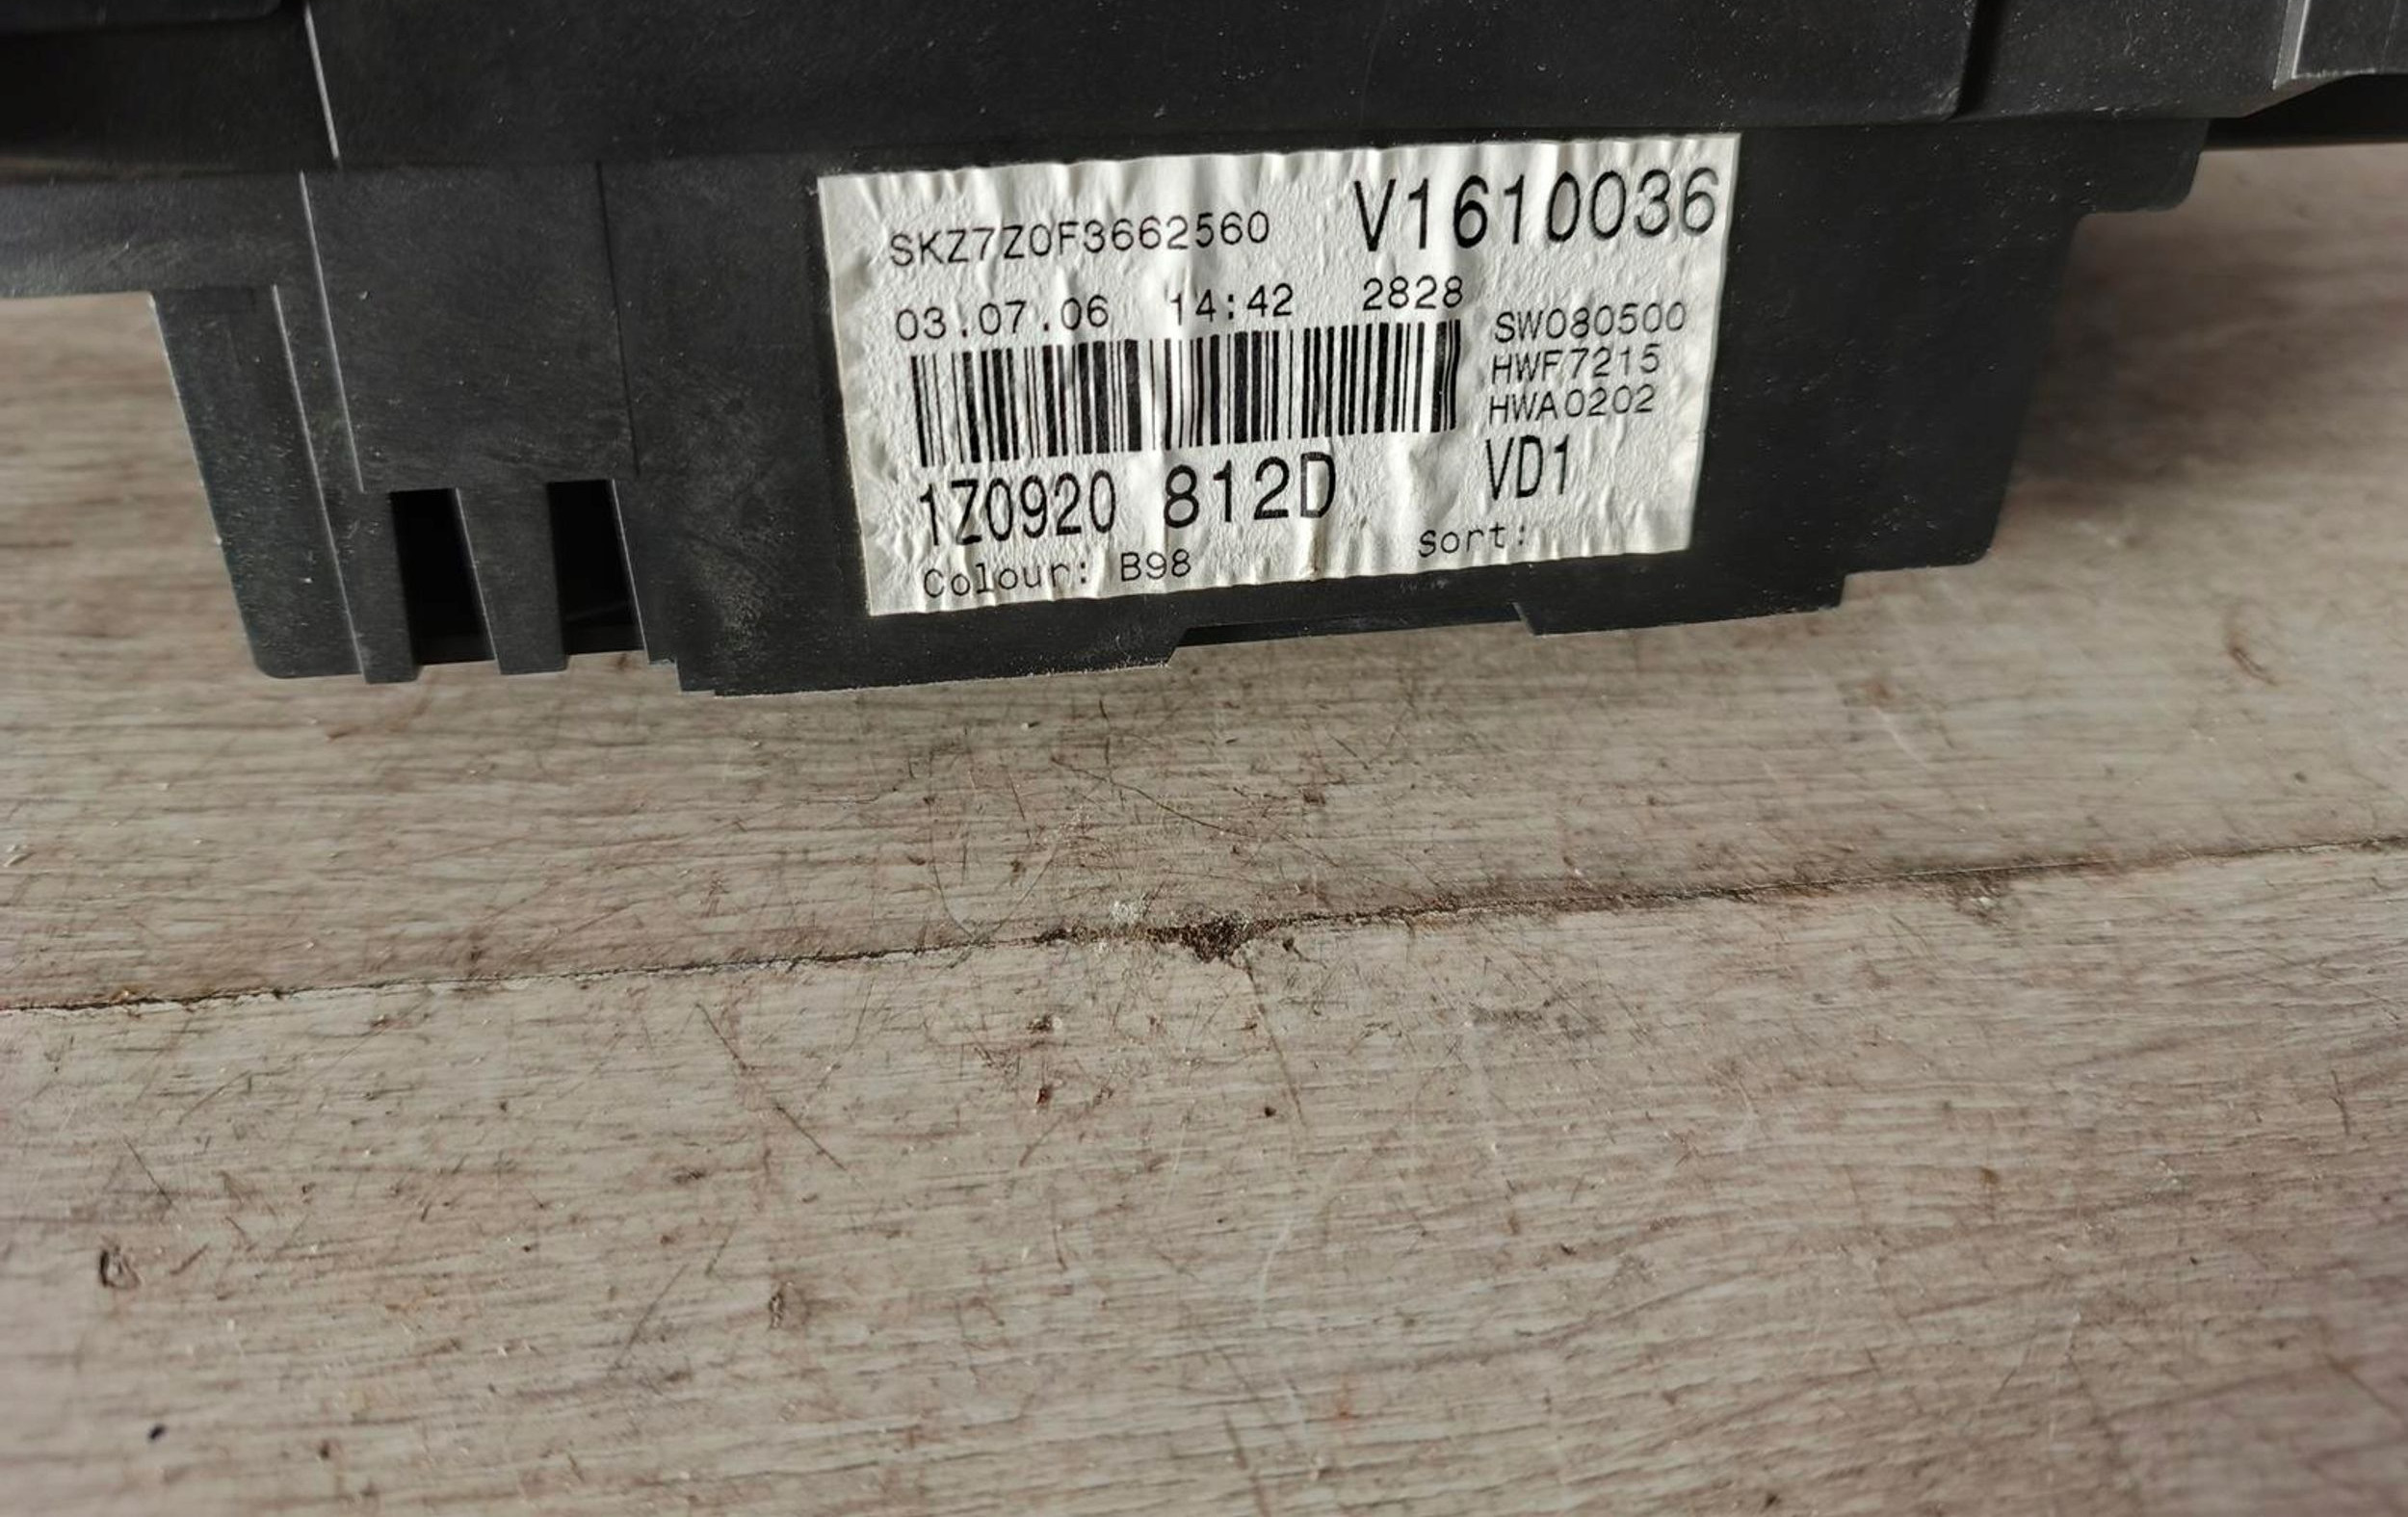 SKZ7Z0F3662560 V1610036
03.07.06 14:42 2828
SW080500
HWF7215
HWA0202
1Z0920 812D VD1
Colour: B98 Sort: